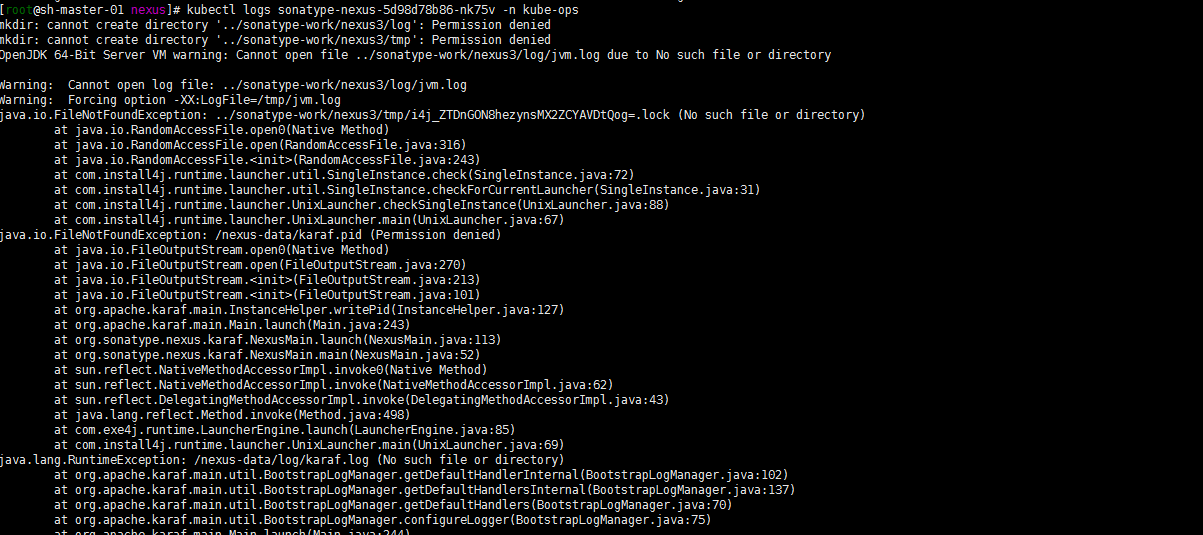 [root@sh-master-01 nexus]# kubectl logs sonatype-nexus-5d98d78b86-nk75v -n kube-ops
mkdir: cannot create directory '../sonatype-work/nexus3/log': Permission denied
mkdir: cannot create directory '../sonatype-work/nexus3/tmp': Permission denied
OpenJDK 64-Bit Server VM warning: Cannot open file ../sonatype-work/nexus3/log/jvm.log due to No such file or directory
Warning:  Cannot open log file: ../sonatype-work/nexus3/log/jvm.log
Warning:  Forcing option -XX:LogFile=/tmp/jvm.log
java.io.FileNotFoundException: ../sonatype-work/nexus3/tmp/i4j_ZTDnGON8hezynsMX2ZCYAVDtQog=.lock (No such file or directory)
        at java.io.RandomAccessFile.open0(Native Method)
        at java.io.RandomAccessFile.open(RandomAccessFile.java:316)
        at java.io.RandomAccessFile.<init>(RandomAccessFile.java:243)
        at com.install4j.runtime.launcher.util.SingleInstance.check(SingleInstance.java:72)
        at com.install4j.runtime.launcher.util.SingleInstance.checkForCurrentLauncher(SingleInstance.java:31)
        at com.install4j.runtime.launcher.UnixLauncher.checkSingleInstance(UnixLauncher.java:88)
        at com.install4j.runtime.launcher.UnixLauncher.main(UnixLauncher.java:67)
java.io.FileNotFoundException: /nexus-data/karaf.pid (Permission denied)
        at java.io.FileOutputStream.open0(Native Method)
        at java.io.FileOutputStream.open(FileOutputStream.java:270)
        at java.io.FileOutputStream.<init>(FileOutputStream.java:213)
        at java.io.FileOutputStream.<init>(FileOutputStream.java:101)
        at org.apache.karaf.main.InstanceHelper.writePid(InstanceHelper.java:127)
        at org.apache.karaf.main.Main.launch(Main.java:243)
        at org.sonatype.nexus.karaf.NexusMain.launch(NexusMain.java:113)
        at org.sonatype.nexus.karaf.NexusMain.main(NexusMain.java:52)
        at sun.reflect.NativeMethodAccessorImpl.invoke0(Native Method)
        at sun.reflect.NativeMethodAccessorImpl.invoke(NativeMethodAccessorImpl.java:62)
        at sun.reflect.DelegatingMethodAccessorImpl.invoke(DelegatingMethodAccessorImpl.java:43)
        at java.lang.reflect.Method.invoke(Method.java:498)
        at com.exe4j.runtime.LauncherEngine.launch(LauncherEngine.java:85)
        at com.install4j.runtime.launcher.UnixLauncher.main(UnixLauncher.java:69)
java.lang.RuntimeException: /nexus-data/log/karaf.log (No such file or directory)
        at org.apache.karaf.main.util.BootstrapLogManager.getDefaultHandlerInternal(BootstrapLogManager.java:102)
        at org.apache.karaf.main.util.BootstrapLogManager.getDefaultHandlersInternal(BootstrapLogManager.java:137)
        at org.apache.karaf.main.util.BootstrapLogManager.getDefaultHandlers(BootstrapLogManager.java:70)
        at org.apache.karaf.main.util.BootstrapLogManager.configureLogger(BootstrapLogManager.java:75)
        at org.apache.karaf.main.Main.launch(Main.java:244)